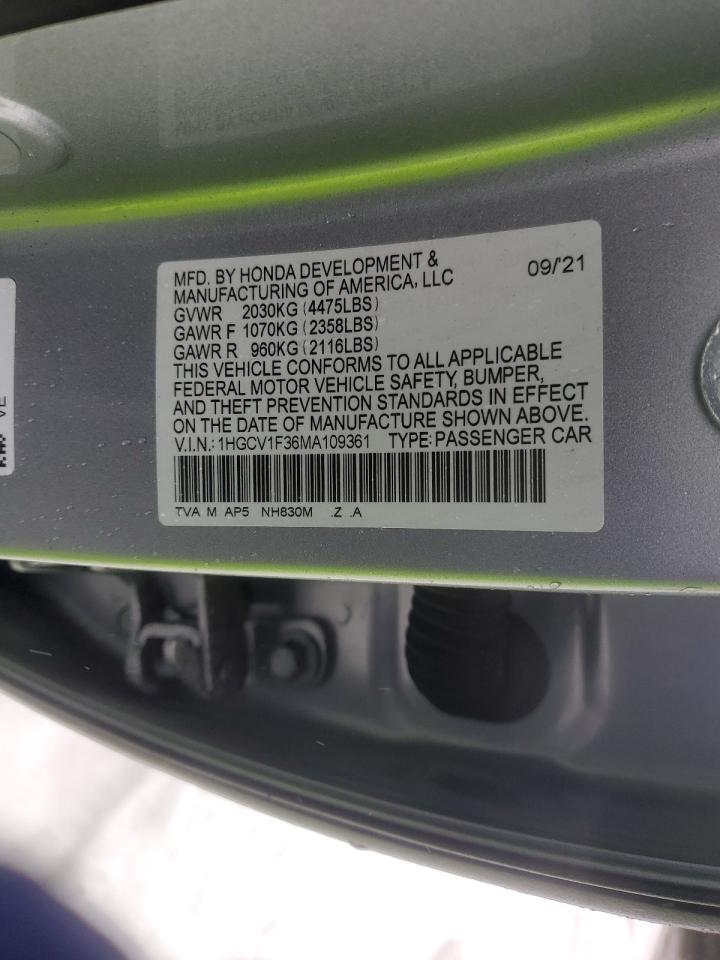 MFD. BY HONDA DEVELOPMENT & 09/'21
MANUFACTURING OF AMERICA, LLC
GVWR 2030KG (4475LBS)
GAWR F 1070KG (2358LBS)
GAWR R 960KG (2116LBS)
THIS VEHICLE CONFORMS TO ALL APPLICABLE
FEDERAL MOTOR VEHICLE SAFETY, BUMPER,
AND THEFT PREVENTION STANDARDS IN EFFECT
ON THE DATE OF MANUFACTURE SHOWN ABOVE.
V.I.N.: 1HGCV1F36MA109361 TYPE: PASSENGER CAR
TVA M AP5 NH830M .Z .A
VE